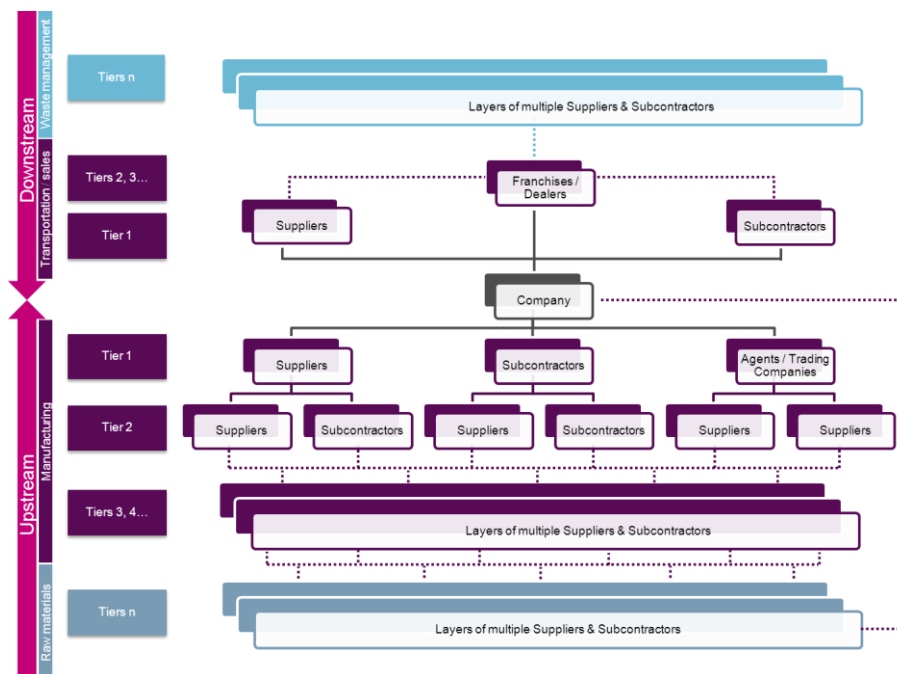 Downstream
Waste management
Tiers n
Layers of multiple Suppliers & Subcontractors
Transportation / sales
Tiers 2, 3...
Franchises /
Dealers
Tier 1
Suppliers
Subcontractors
Company
Upstream
Manufacturing
Tier 1
Suppliers
Subcontractors
Agents / Trading
Companies
Tier 2
Suppliers
Subcontractors
Suppliers
Subcontractors
Suppliers
Suppliers
Tiers 3, 4...
Layers of multiple Suppliers & Subcontractors
Raw materials
Tiers n
Layers of multiple Suppliers & Subcontractors